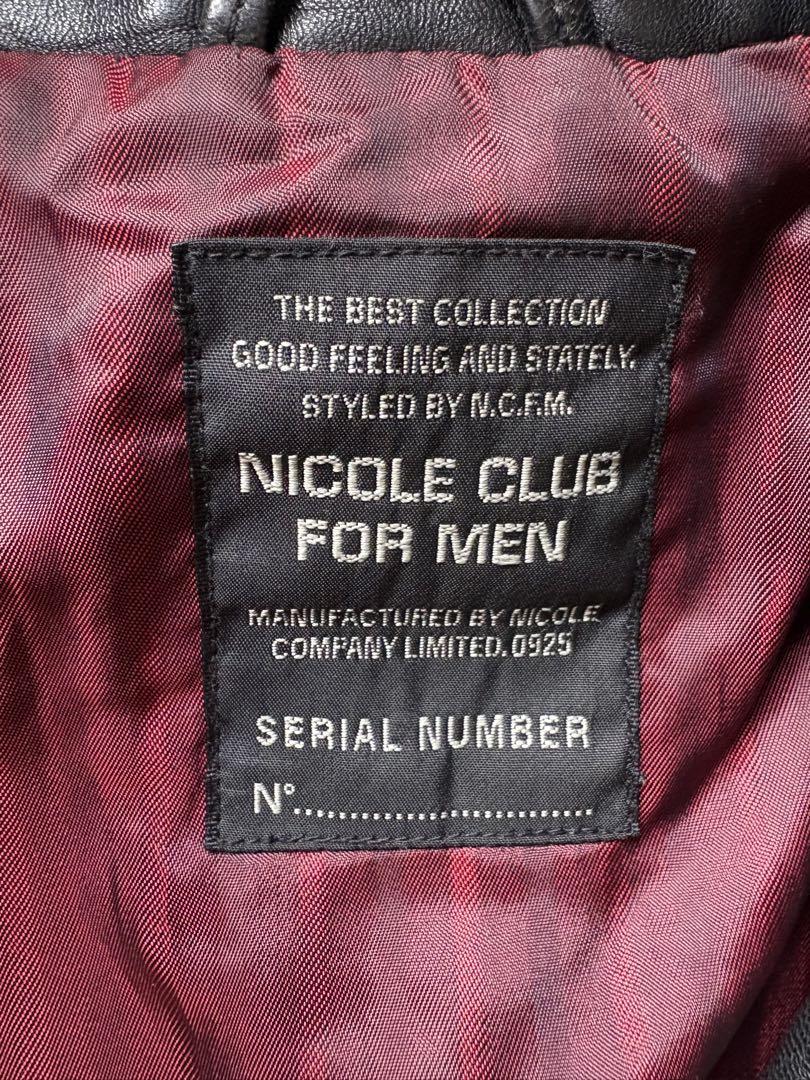 THE BEST COLLECTION
GOOD FEELING AND STATELY.
STYLED BY N.C.F.M.
NICOLE CLUB
FOR MEN
MANUFACTURED BY NICOLE
COMPANY LIMITED.0925
SERIAL NUMBER
N°..............................